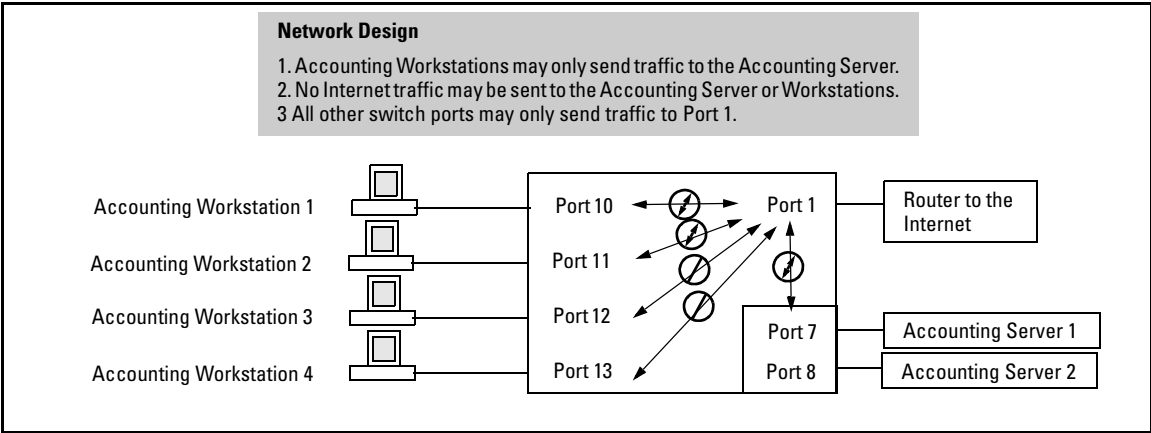 Network Design
1. Accounting Workstations may only send traffic to the Accounting Server.
2. No Internet traffic may be sent to the Accounting Server or Workstations.
3 All other switch ports may only send traffic to Port 1.
Accounting Workstation 1
Port 10
Port 1
Router to the
Internet
Accounting Workstation 2
Port 11
Accounting Workstation 3
Port 12
Port 7
Accounting Server 1
Accounting Workstation 4
Port 13
Port 8
Accounting Server 2